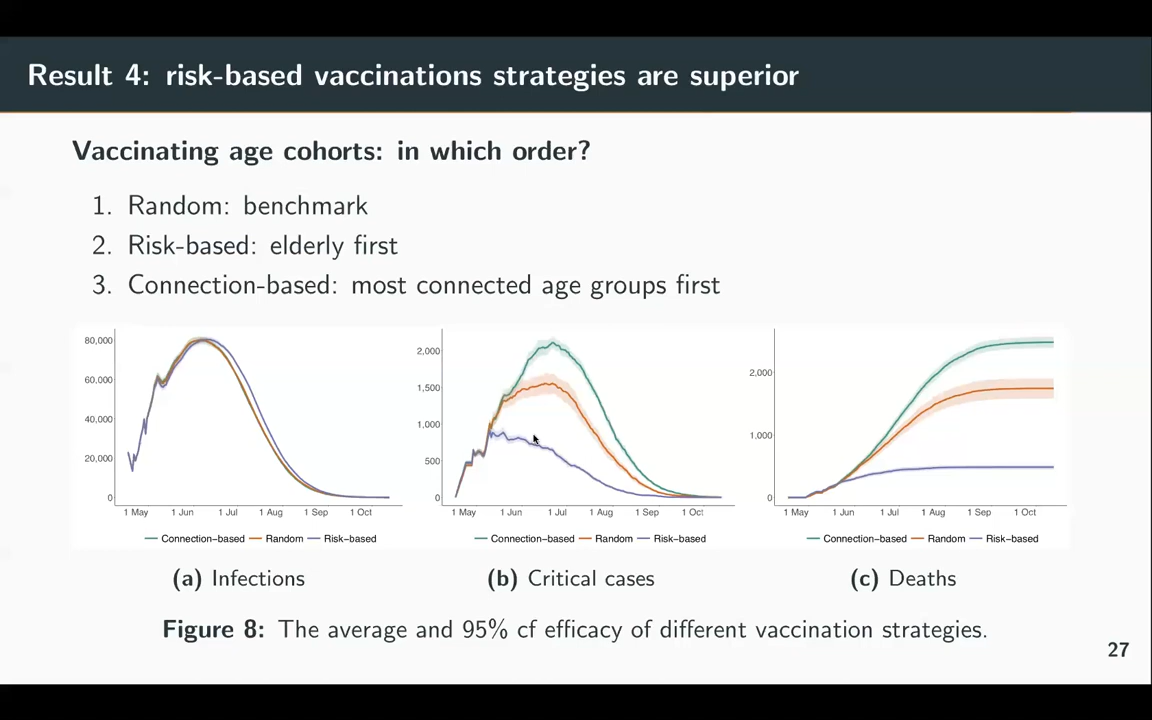 Result 4: risk-based vaccinations strategies are superior
Vaccinating age cohorts: in which order?
1. Random: benchmark
2. Risk-based: elderly first
3. Connection-based: most connected age groups first
80,000
60,000
40,000
20,000
0
1 May 1 Jun 1 Jul 1 Aug 1 Sep 1 Oct
Connection−based Random Risk−based
(a) Infections
2,000
1,500
1,000
500
0
1 May 1 Jun 1 Jul 1 Aug 1 Sep 1 Oct
Connection−based Random Risk−based
(b) Critical cases
2,000
1,000
0
1 May 1 Jun 1 Jul 1 Aug 1 Sep 1 Oct
Connection−based Random Risk−based
(c) Deaths
Figure 8: The average and 95% cf efficacy of different vaccination strategies.
27